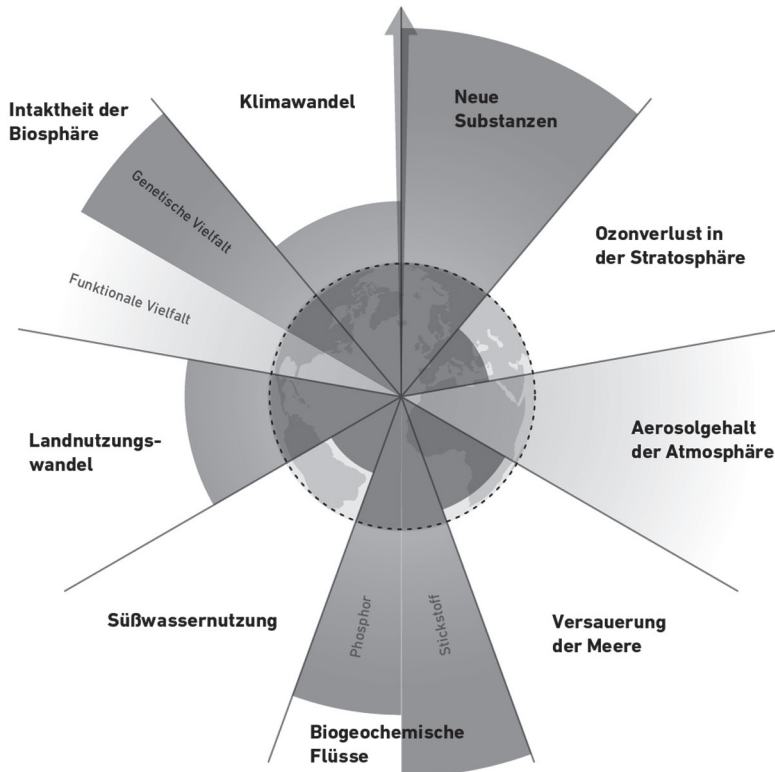 Klimawandel
Neue
Substanzen
Intaktheit der
Biosphäre
Genetische Vielfalt
Funktionale Vielfalt
Ozonverlust in
der Stratosphäre
Aerosolgehalt
der Atmosphäre
Landnutzungs-
wandel
Süßwassernutzung
Phosphor
Stickstoff
Versauerung
der Meere
Biogeochemische
Flüsse